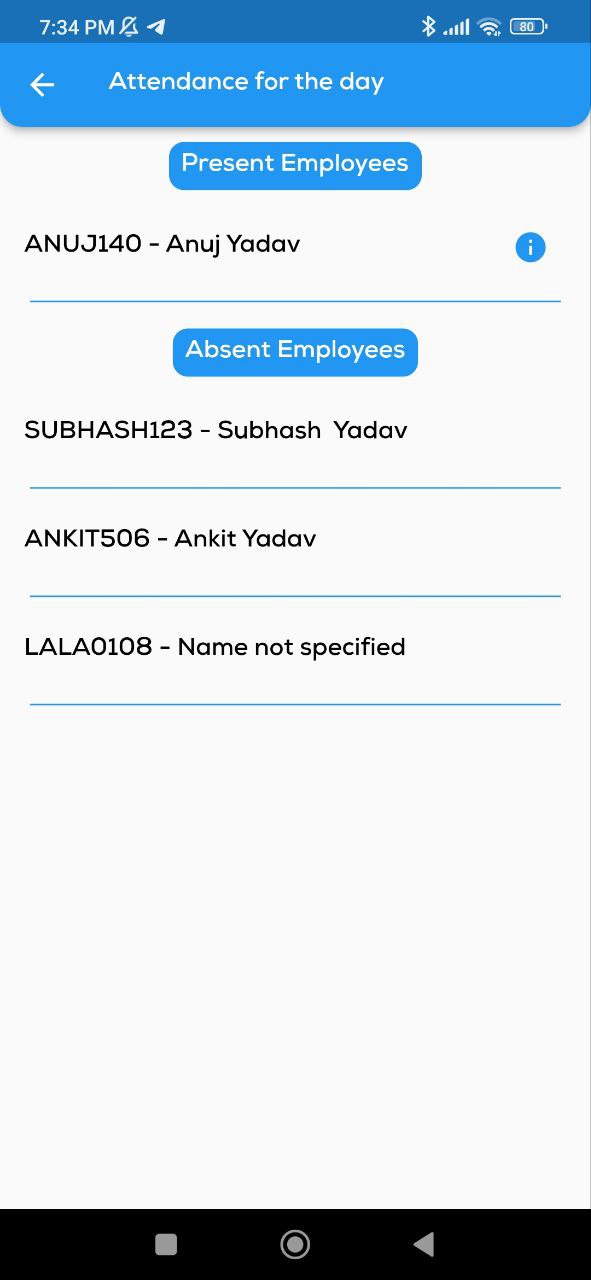 7:34 PM
80
Attendance for the day
Present Employees
ANUJ140 - Anuj Yadav
Absent Employees
SUBHASH123 - Subhash  Yadav
ANKIT506 - Ankit Yadav
LALA0108 - Name not specified